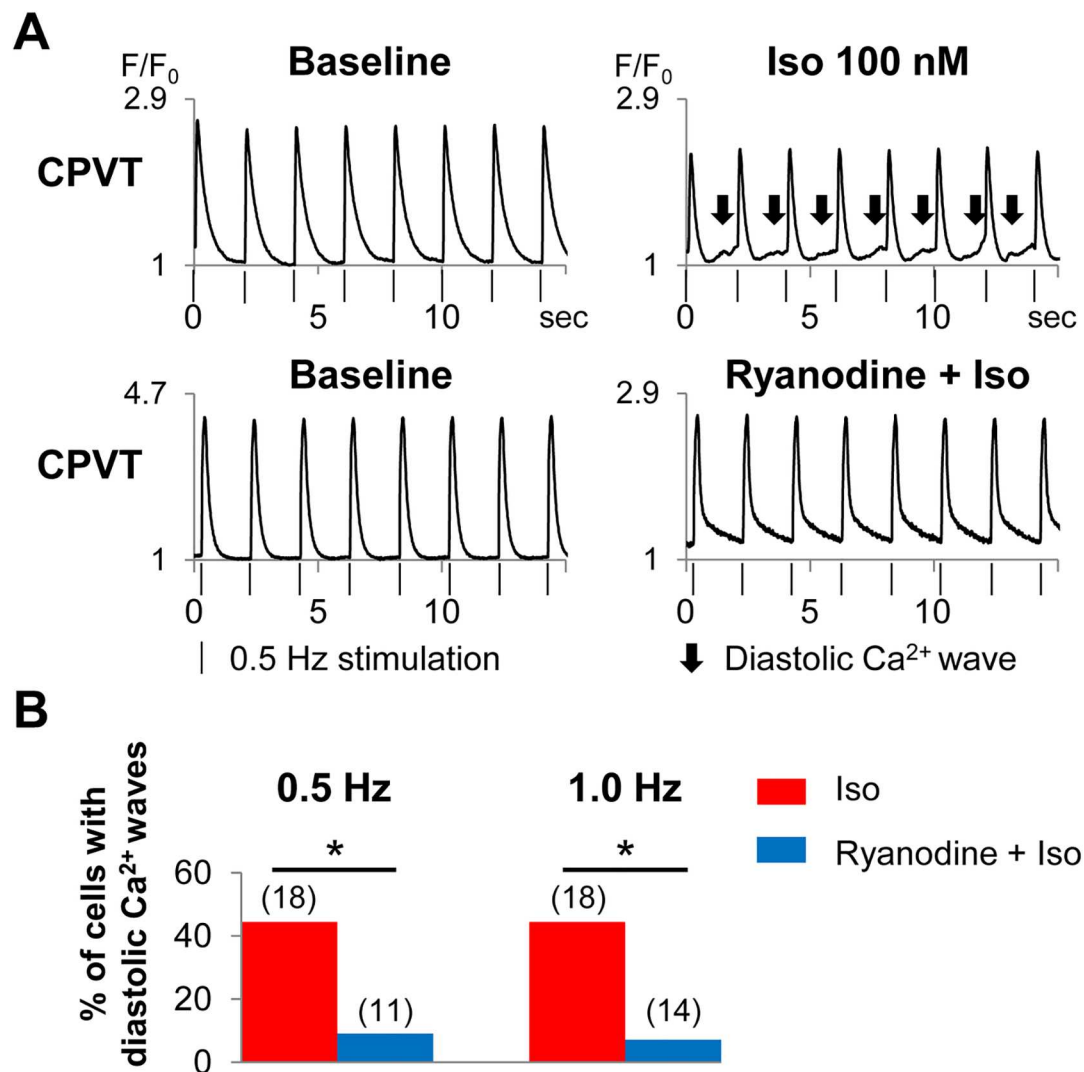 A
F/F0 Baseline
2.9
CPVT
1
0 5 10 sec
F/F0 Iso 100 nM
2.9
1
0 5 10 sec
Baseline
4.7
CPVT
1
0 5 10
Ryanodine + Iso
2.9
1
0 5 10
0.5 Hz stimulation
Diastolic Ca2+ wave
B
% of cells with
diastolic Ca2+ waves
0.5 Hz 1.0 Hz
* *
60
40
20
0
(18) (11) (18) (14)
Iso
Ryanodine + Iso